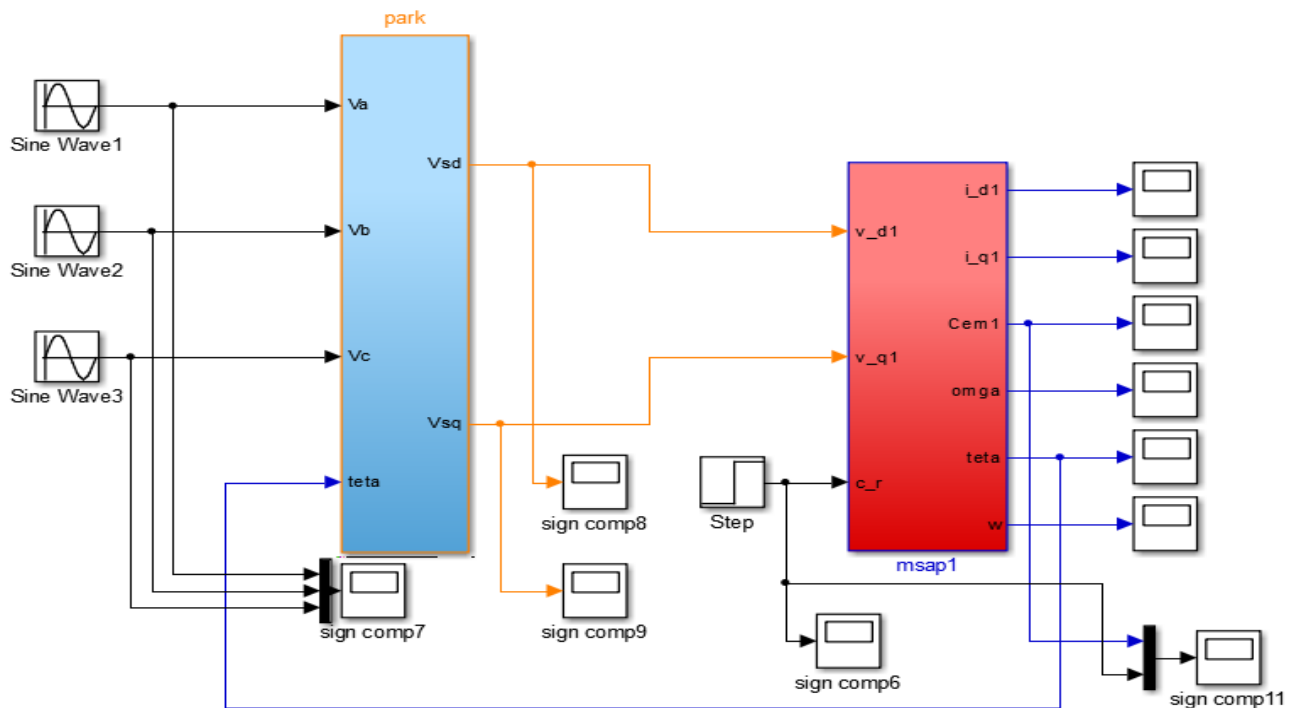 park
Sine Wave1
Sine Wave2
Sine Wave3
Va
Vb
Vc
teta
Vsd
Vsq
sign comp7
sign comp8
sign comp9
Step
v_d1
v_q1
c_r
i_d1
i_q1
Cem1
omga
teta
w
msap1
sign comp6
sign comp11